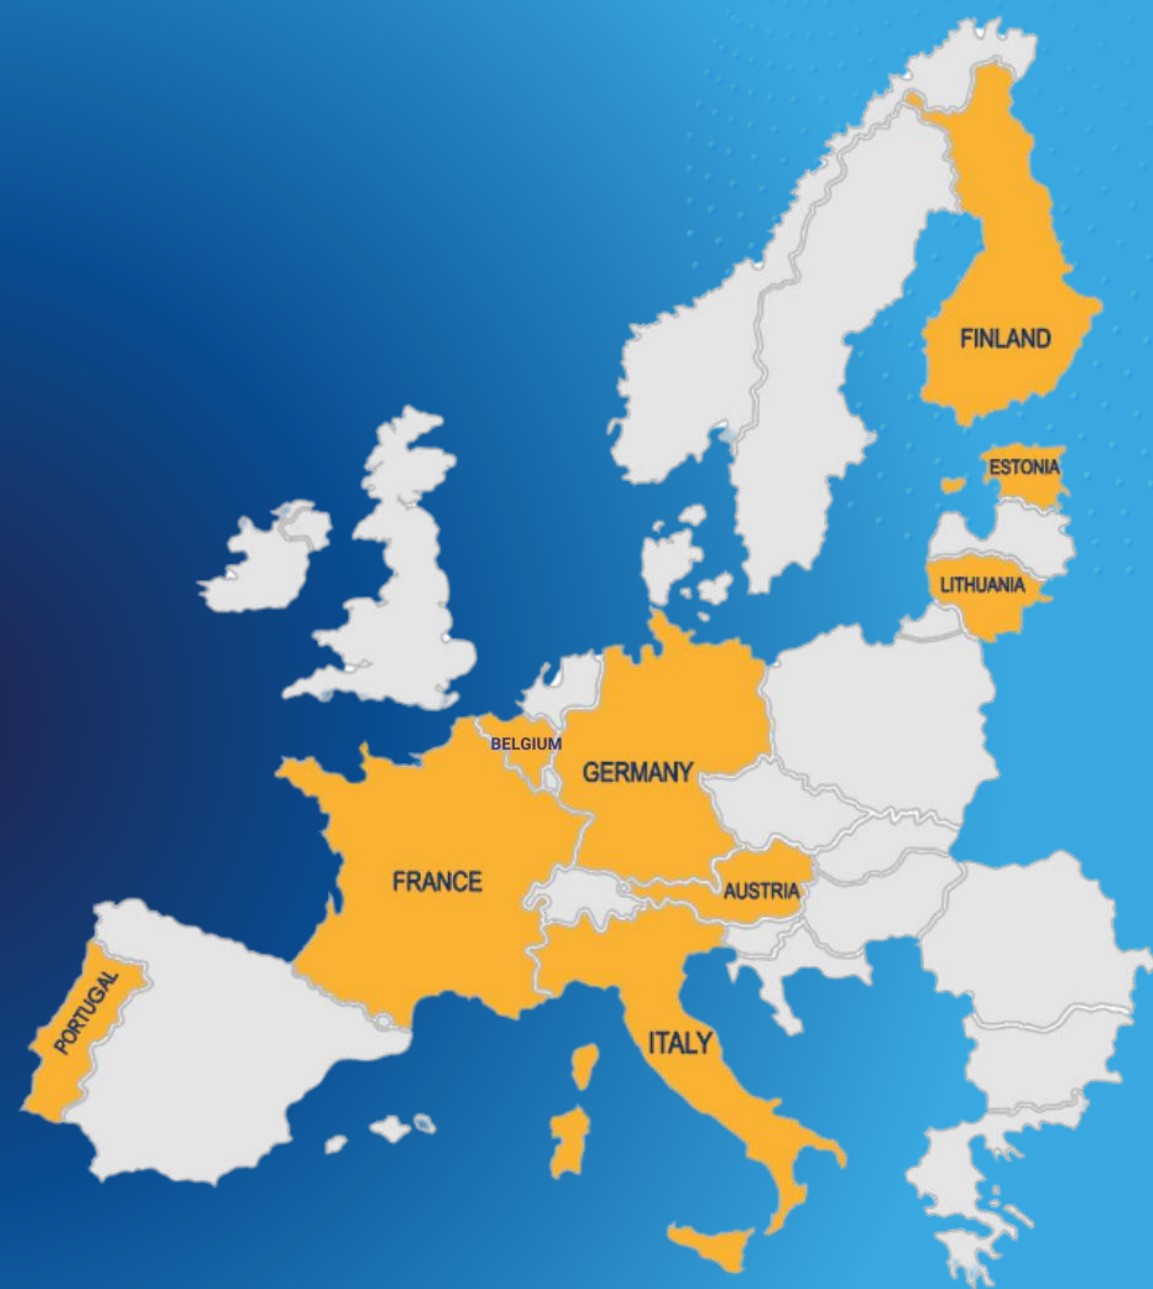 FINLAND
ESTONIA
LITHUANIA
BELGIUM
GERMANY
FRANCE
AUSTRIA
PORTUGAL
ITALY